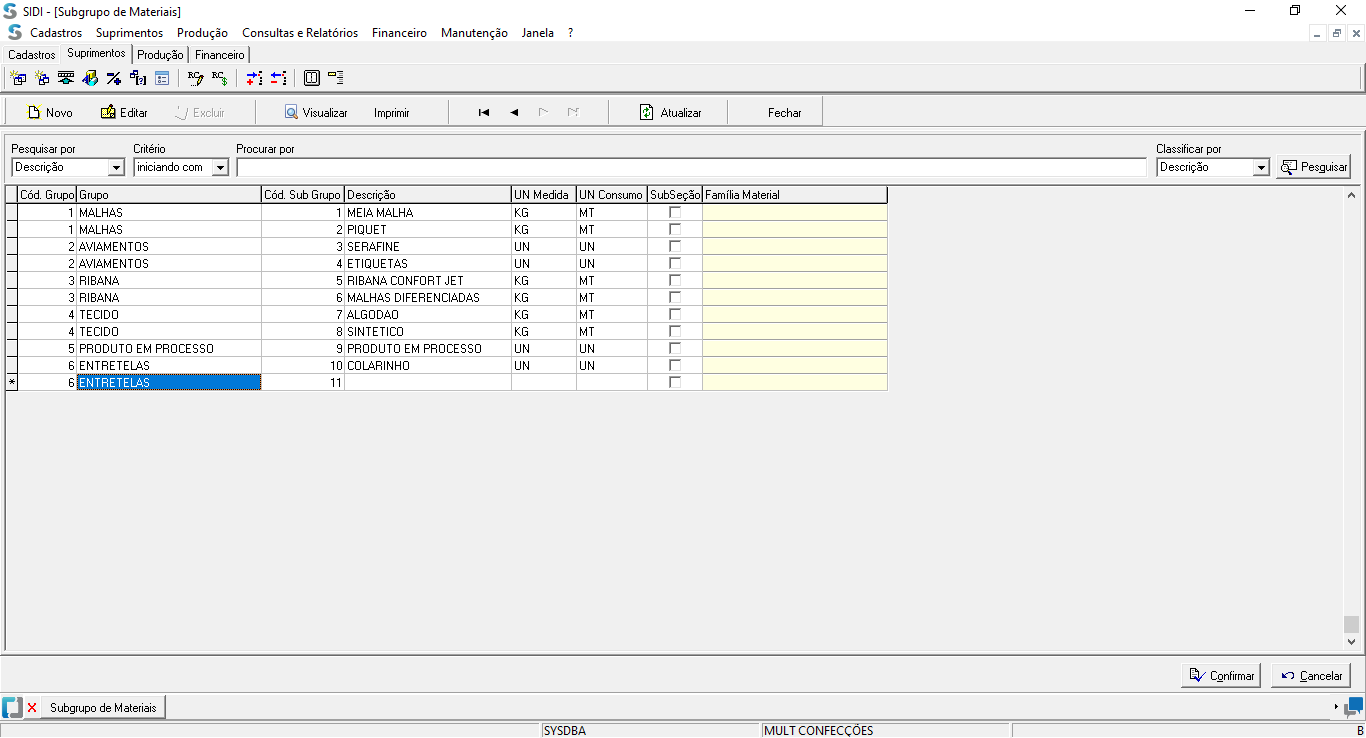 SIDI - [Subgrupo de Materiais]
Cadastros Suprimentos Produção Consultas e Relatórios Financeiro Manutenção Janela ?
Cadastros Suprimentos Produção Financeiro
Novo Editar Excluir Visualizar Imprimir Atualizar Fechar
Pesquisar por Critério Procurar por Classificar por
Descrição iniciando com Descrição Pesquisar
Cód. Grupo Grupo Cód. Sub Grupo Descrição UN Medida UN Consumo SubSeção Família Material
1 MALHAS 1 MEIA MALHA KG MT
1 MALHAS 2 PIQUET KG MT
2 AVIAMENTOS 3 SERAFINE UN UN
2 AVIAMENTOS 4 ETIQUETAS UN UN
3 RIBANA 5 RIBANA CONFORT JET KG MT
3 RIBANA 6 MALHAS DIFERENCIADAS KG MT
4 TECIDO 7 ALGODAO KG MT
4 TECIDO 8 SINTETICO KG MT
5 PRODUTO EM PROCESSO 9 PRODUTO EM PROCESSO UN UN
6 ENTRETELAS 10 COLARINHO UN UN
* 6 ENTRETELAS 11
Confirmar Cancelar
Subgrupo de Materiais
SYSDBA MULT CONFECÇÕES B